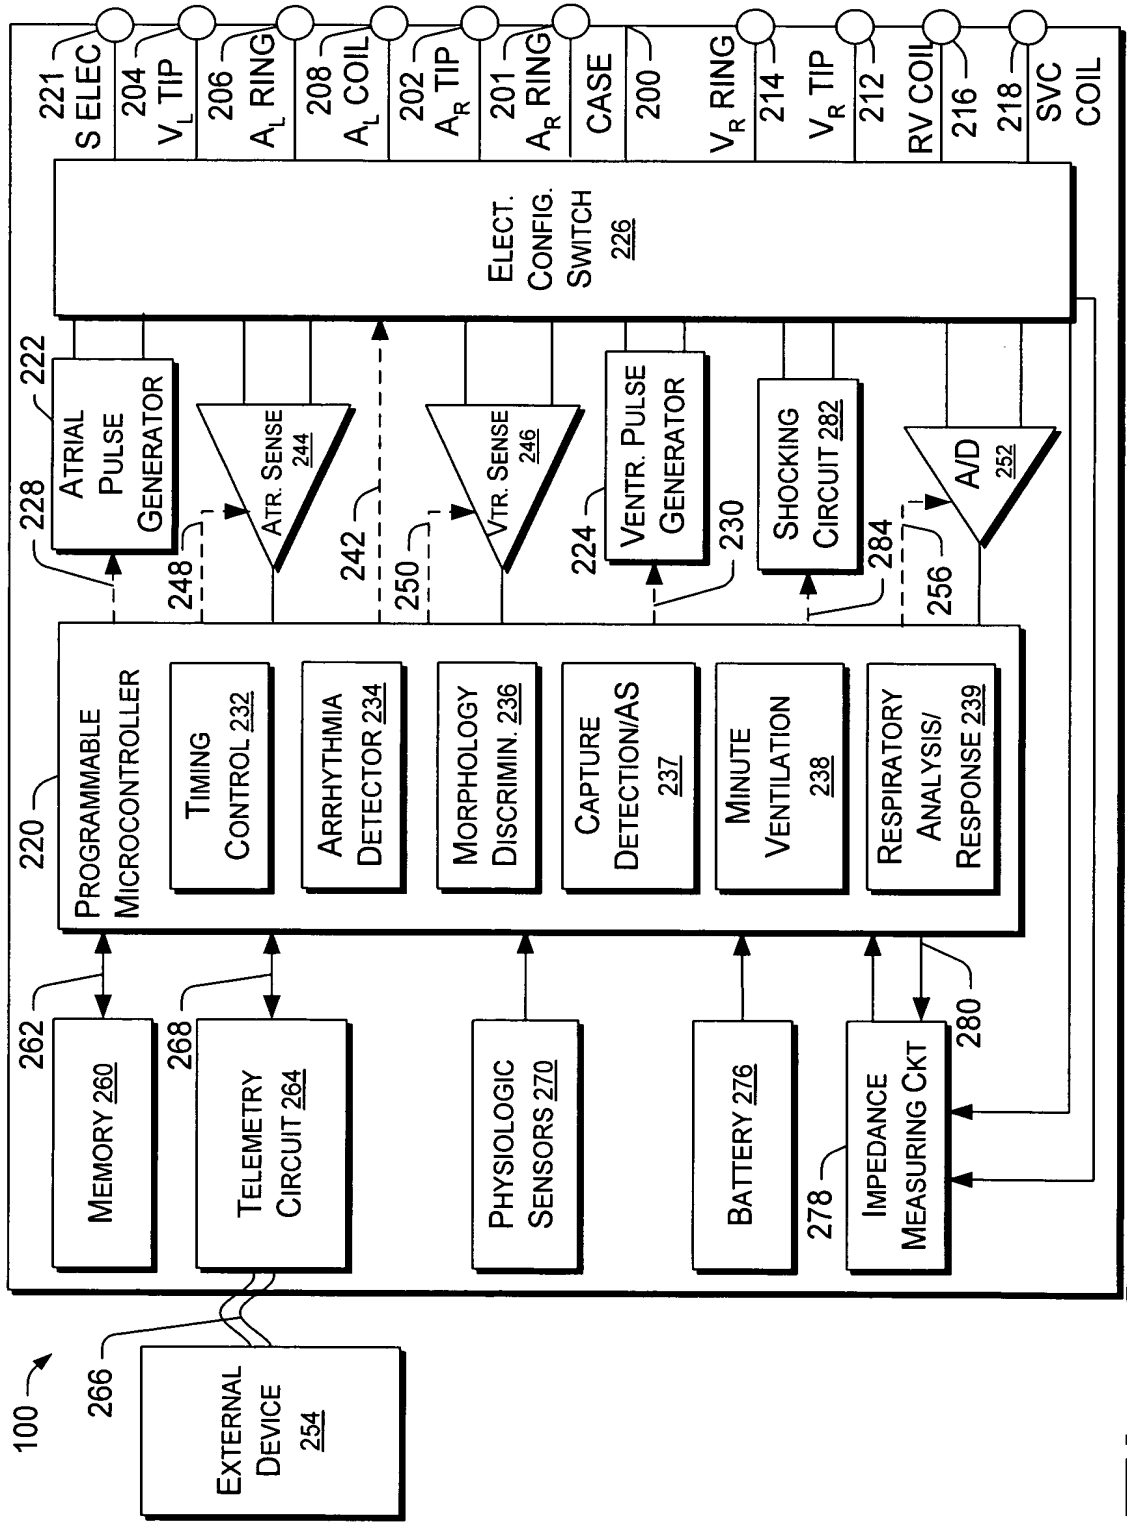 100
EXTERNAL
DEVICE
254
266
262
MEMORY 260
268
TELEMETRY
CIRCUIT 264
PHYSIOLOGIC
SENSORS 270
BATTERY 276
278
IMPEDANCE
MEASURING CKT
280
220
PROGRAMMABLE
MICROCONTROLLER
TIMING
CONTROL 232
ARRHYTHMIA
DETECTOR 234
MORPHOLOGY
DISCRIMIN. 236
CAPTURE
DETECTION/AS
237
MINUTE
VENTILATION
238
RESPIRATORY
ANALYSIS/
RESPONSE 239
228
222
ATRIAL
PULSE
GENERATOR
248
ATR. SENSE
244
242
250
VTR. SENSE
246
224
VENTR. PULSE
GENERATOR
230
SHOCKING
CIRCUIT 282
284
256
A/D
252
ELECT.
CONFIG.
SWITCH
226
221
S ELEC
204
VL TIP
206
AL RING
208
AL COIL
202
AR TIP
201
AR RING
CASE
200
VR RING
214
VR TIP
212
RV COIL
216
218
SVC
COIL